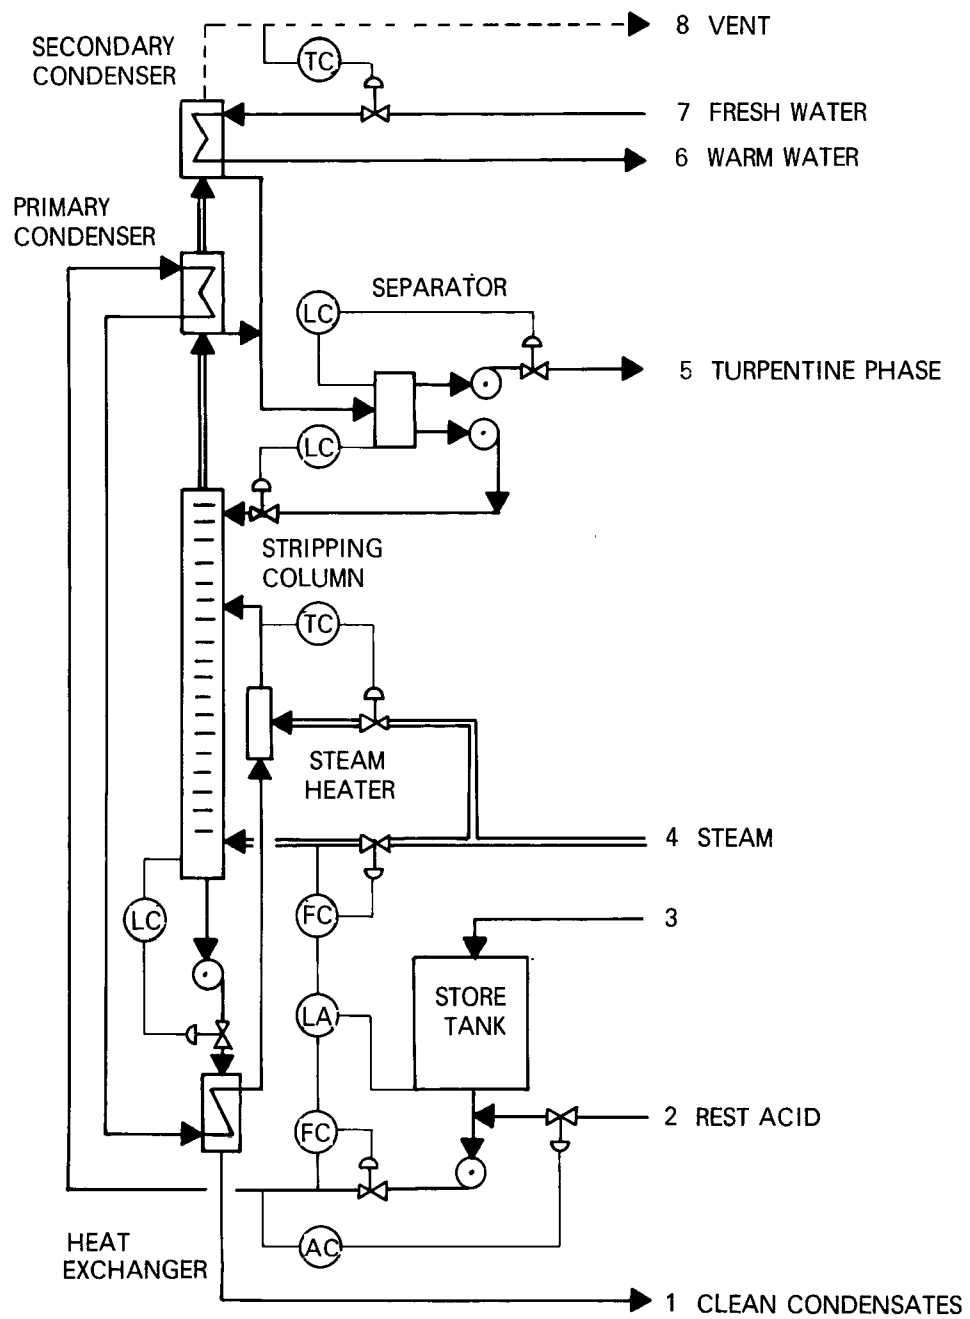 8 VENT
SECONDARY
CONDENSER
TC
7 FRESH WATER
6 WARM WATER
PRIMARY
CONDENSER
SEPARATOR
LC
5 TURPENTINE PHASE
LC
STRIPPING
COLUMN
TC
STEAM
HEATER
4 STEAM
LC
FC
3
STORE
TANK
LA
2 REST ACID
FC
AC
HEAT
EXCHANGER
1 CLEAN CONDENSATES